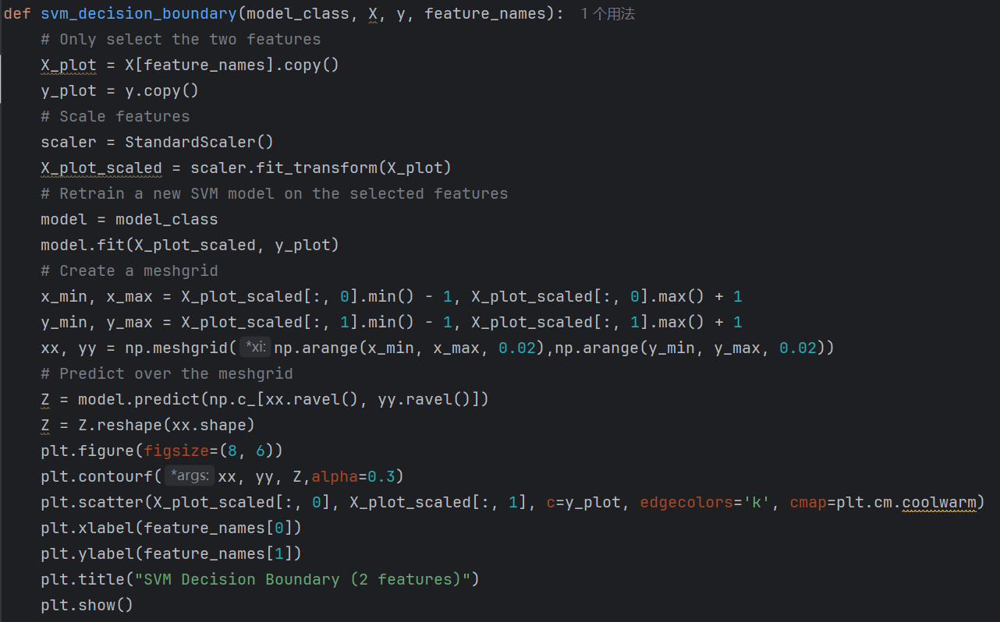 def svm_decision_boundary(model_class, X, y, feature_names): 1 个用法
    # Only select the two features
    X_plot = X[feature_names].copy()
    y_plot = y.copy()
    # Scale features
    scaler = StandardScaler()
    X_plot_scaled = scaler.fit_transform(X_plot)
    # Retrain a new SVM model on the selected features
    model = model_class
    model.fit(X_plot_scaled, y_plot)
    # Create a meshgrid
    x_min, x_max = X_plot_scaled[:, 0].min() - 1, X_plot_scaled[:, 0].max() + 1
    y_min, y_max = X_plot_scaled[:, 1].min() - 1, X_plot_scaled[:, 1].max() + 1
    xx, yy = np.meshgrid( *xi: np.arange(x_min, x_max, 0.02),np.arange(y_min, y_max, 0.02))
    # Predict over the meshgrid
    Z = model.predict(np.c_[xx.ravel(), yy.ravel()])
    Z = Z.reshape(xx.shape)
    plt.figure(figsize=(8, 6))
    plt.contourf( *args: xx, yy, Z,alpha=0.3)
    plt.scatter(X_plot_scaled[:, 0], X_plot_scaled[:, 1], c=y_plot, edgecolors='k', cmap=plt.cm.coolwarm)
    plt.xlabel(feature_names[0])
    plt.ylabel(feature_names[1])
    plt.title("SVM Decision Boundary (2 features)")
    plt.show()